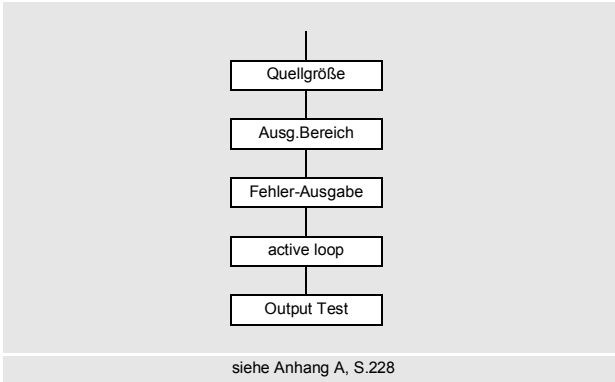 Quellgröße
Ausg.Bereich
Fehler-Ausgabe
active loop
Output Test
siehe Anhang A, S.228